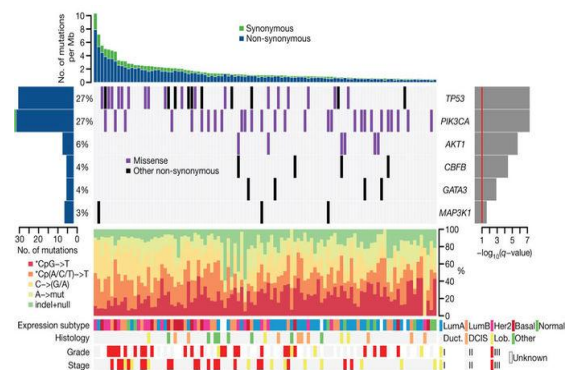 No. of mutations
per Mb
10
8
6
4
2
0
Synonymous
Non-synonymous
27% TP53
27% PIK3CA
6% AKT1
4% CBFB
4% GATA3
3% MAP3K1
Missense
Other non-synonymous
30 20 10 0
No. of mutations
1 3 5 7
–log10(q-value)
100
80
60
40
20
0
%
*CpG–>T
*Cp(A/C/T)–>T
C–>(G/A)
A–>mut
indel+null
Expression subtype LumA LumB Her2 Basal Normal
Histology Duct. DCIS Lob. Other
Grade I II III Unknown
Stage I II III